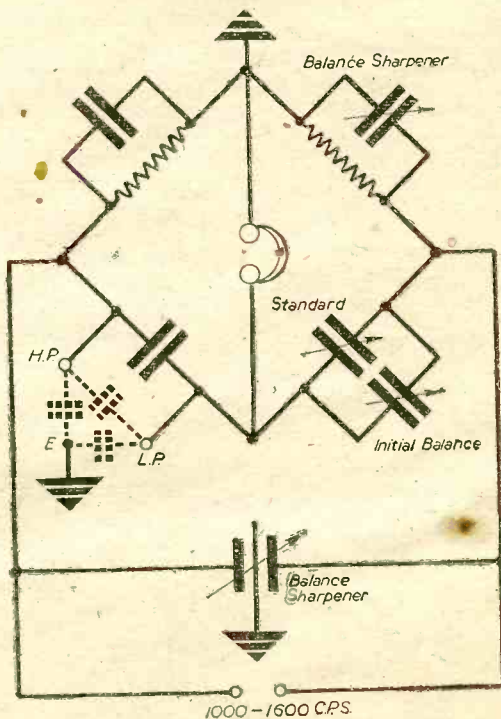 Balance Sharpener
Standard
H.P.
E
L.P.
Initial Balance
Balance
Sharpener
1000-1600 C.P.S.